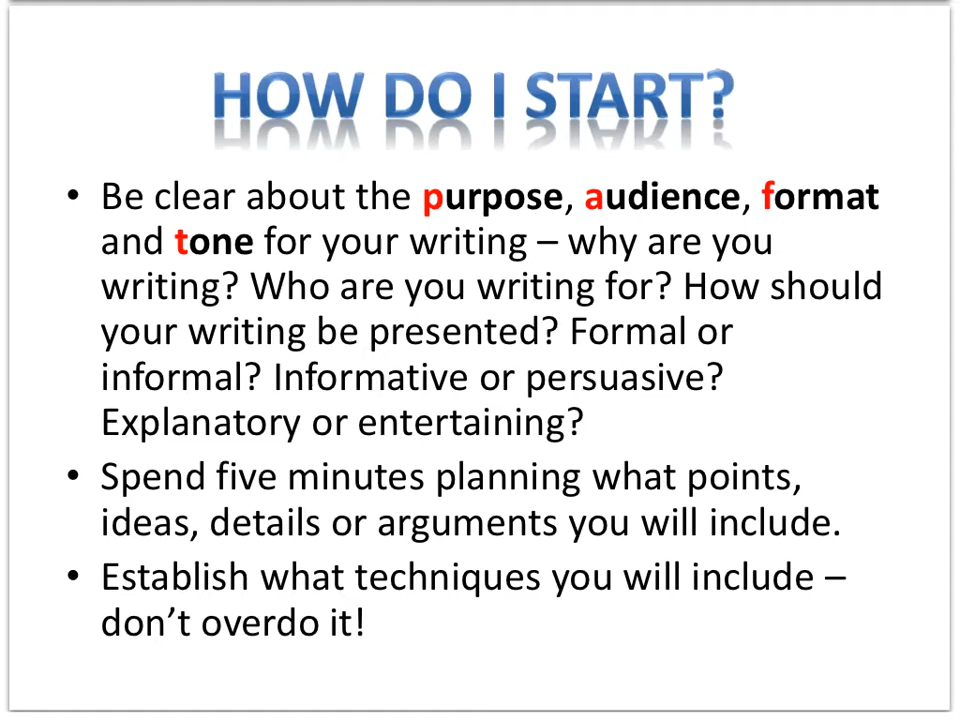 HOW DO I START?
• Be clear about the purpose, audience, format
and tone for your writing – why are you
writing? Who are you writing for? How should
your writing be presented? Formal or
informal? Informative or persuasive?
Explanatory or entertaining?
• Spend five minutes planning what points,
ideas, details or arguments you will include.
• Establish what techniques you will include –
don’t overdo it!